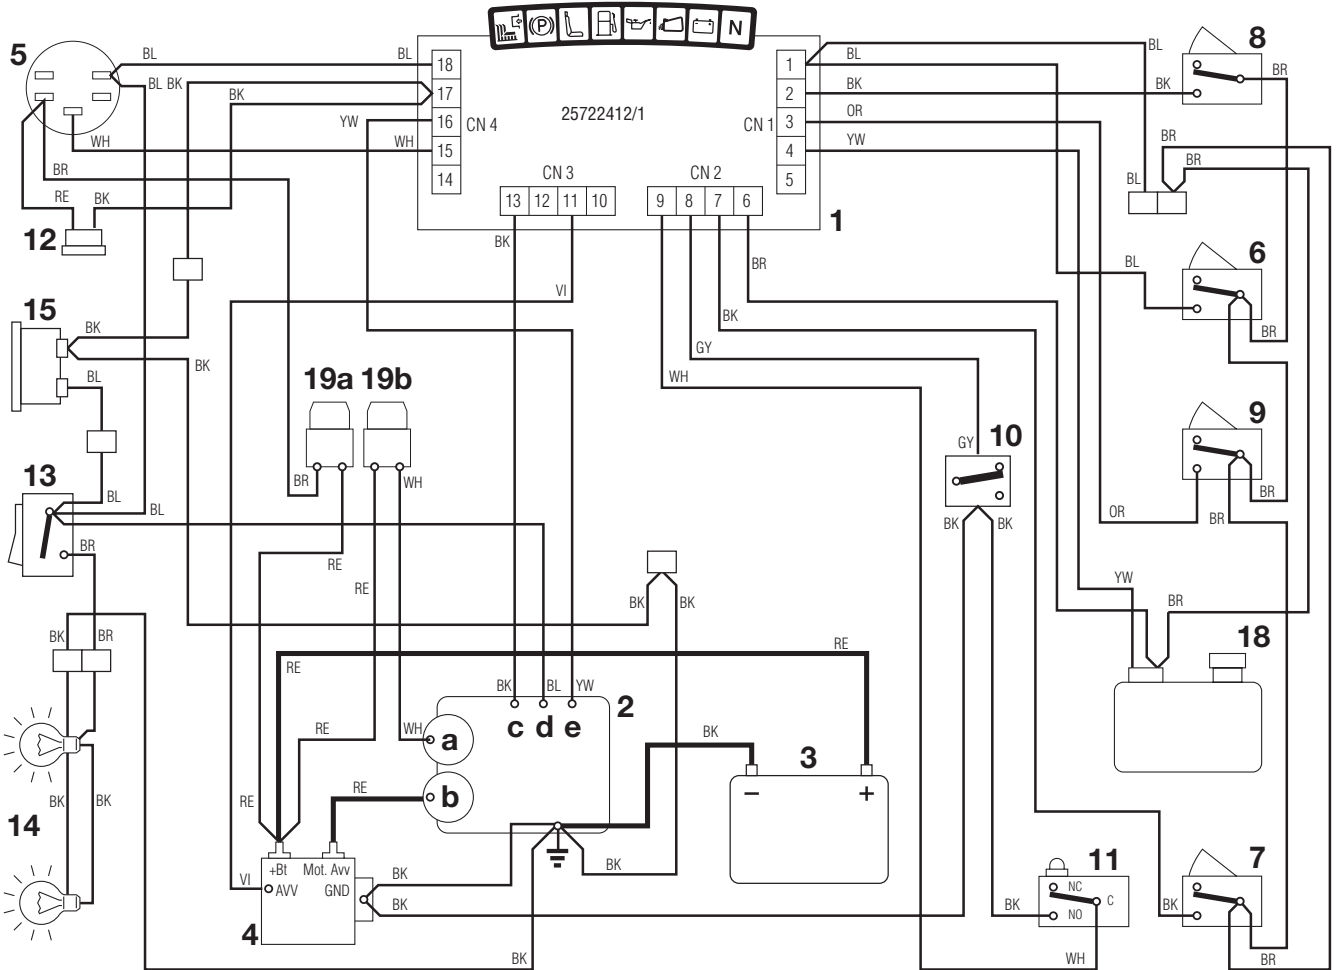 P N
5 BL 18 1 BL BL 8
BL BK 17 2 BK BK BR
BK 16 CN 4 25722412/1 CN 1 3 OR
YW
WH WH 15 4 YW BR
BR 14 CN 3 CN 2 5 BR
RE BK 13 12 11 10 9 8 7 6 BL
12 BK 1
BR BL 6
VI
15 BK BK BR
BK GY
BL 19a 19b WH
9
13 BR WH GY 10
BL BL BK BK OR BR BR
BR RE
RE BK BK YW
BK BR RE RE BR
18
BK BL YW 2
c d e
RE WH a BK 3
RE b − +
BK BK RE
14 BK
+Bt Mot. Avv 11 7
VI AVV GND BK NC
BK BK NO C BK
4
BK WH BR